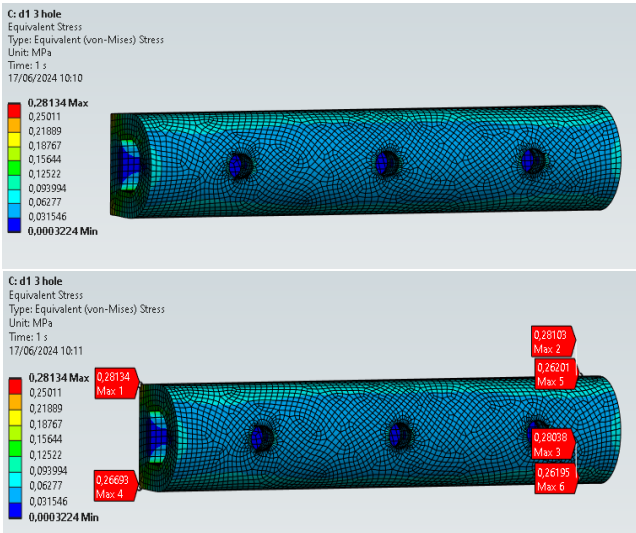 C: d1 3 hole
Equivalent Stress
Type: Equivalent (von-Mises) Stress
Unit: MPa
Time: 1 s
17/06/2024 10:10
0,28134 Max
0,25011
0,21889
0,18767
0,15644
0,12522
0,093994
0,06277
0,031546
0,0003224 Min
C: d1 3 hole
Equivalent Stress
Type: Equivalent (von-Mises) Stress
Unit: MPa
Time: 1 s
17/06/2024 10:11
0,28134 Max
0,25011
0,21889
0,18767
0,15644
0,12522
0,093994
0,06277
0,031546
0,0003224 Min
0,28134
Max 1
0,26693
Max 4
0,28103
Max 2
0,26201
Max 5
0,28038
Max 3
0,26195
Max 6